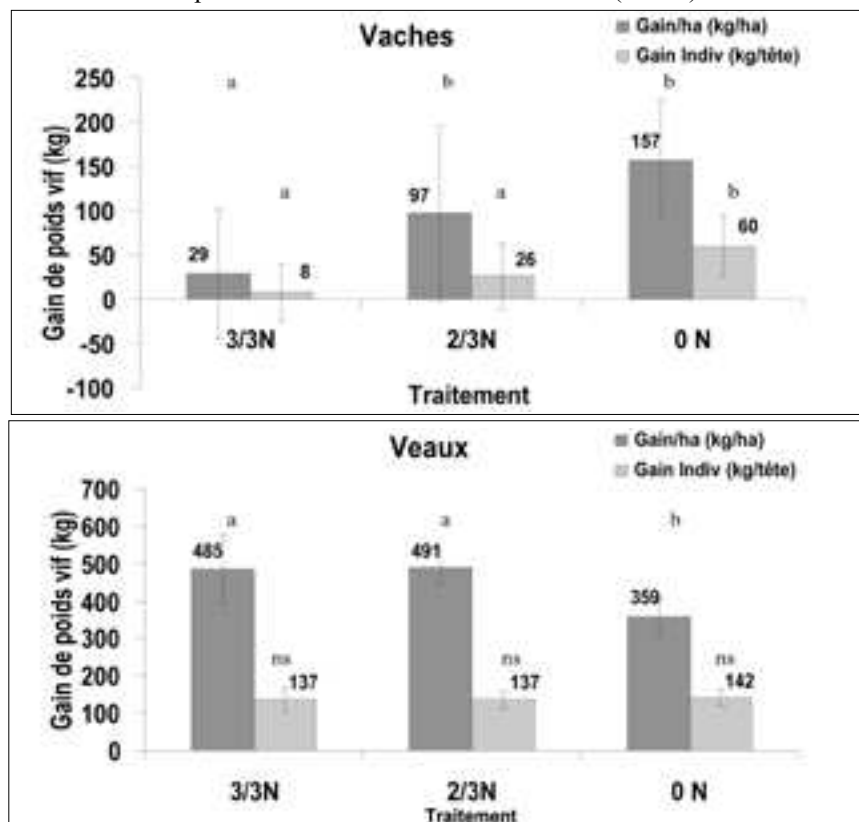 Vaches
Gain/ha (kg/ha)
Gain Indiv (kg/tête)
Gain de poids vif (kg)
250
200
150
100
50
0
-50
-100
a
b
b
a
a
b
29
8
97
26
157
60
3/3N
2/3N
0 N
Traitement
Veaux
Gain/ha (kg/ha)
Gain Indiv (kg/tête)
Gain de poids vif (kg)
700
600
500
400
300
200
100
0
a
a
b
485
491
359
ns
ns
ns
137
137
142
3/3N
2/3N
0 N
Traitement